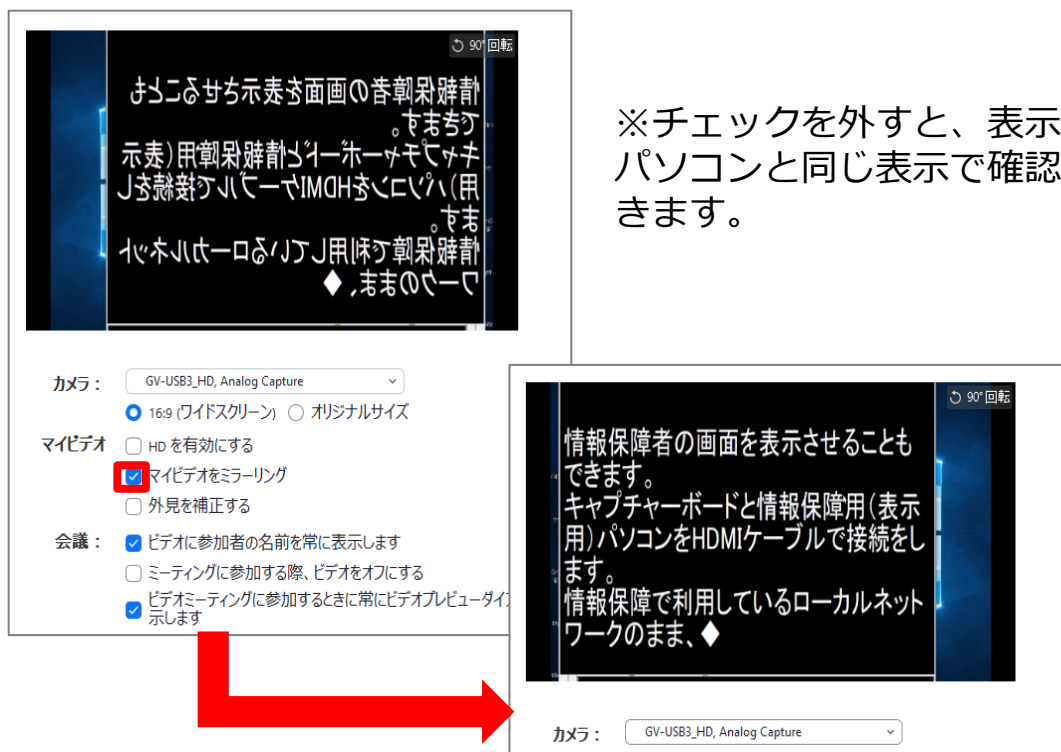 90°回転
情報保障者の画面を表示させることも
できます。
キャプチャーボードと情報保障用(表示
用)パソコンをHDMIケーブルで接続をし
ます。
情報保障で利用しているローカルネット
ワークのまま、◆
※チェックを外すと、表示
パソコンと同じ表示で確認
きます。
カメラ：
GV-USB3_HD, Analog Capture
16:9 (ワイドスクリーン) オリジナルサイズ
マイビデオ
HD を有効にする
マイビデオをミラーリング
外見を補正する
会議：
ビデオに参加者の名前を常に表示します
ミーティングに参加する際、ビデオをオフにする
ビデオミーティングに参加するときに常にビデオプレビューダイ
示します
90°回転
情報保障者の画面を表示させることも
できます。
キャプチャーボードと情報保障用(表示
用)パソコンをHDMIケーブルで接続をし
ます。
情報保障で利用しているローカルネット
ワークのまま、◆
カメラ：
GV-USB3_HD, Analog Capture